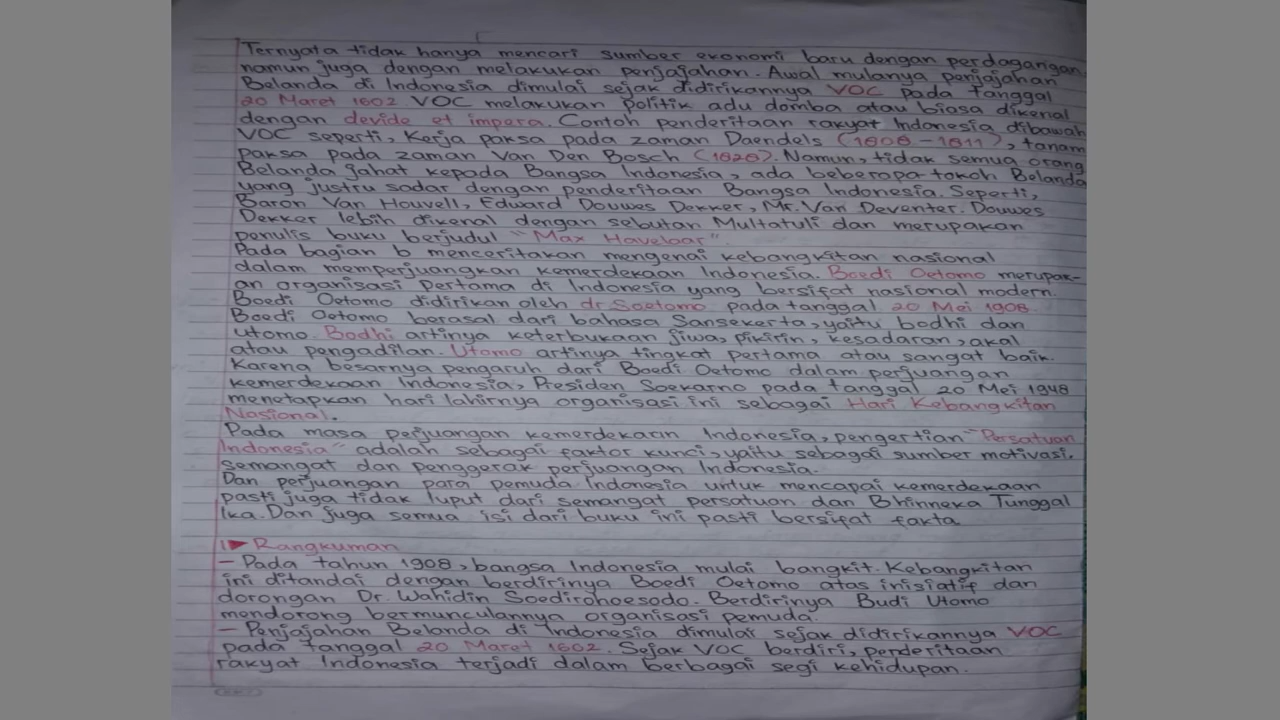 Ternyata tidak hanya mencari sumber ekonomi baru dengan perdagangan
namun juga dengan melakukan penjajahan. Awal mulanya penjajahan
Belanda di Indonesia dimulai sejak didirikannya VOC pada tanggal
20 Maret 1602 VOC melakukan politik adu domba atau biasa dikenal
dengan devide et impera. Contoh penderitaan rakyat Indonesia dibawah
VOC seperti, Kerja paksa pada zaman Daendels (1808 - 1811), tanam
paksa pada zaman Van Den Bosch (1828). Namun, tidak semua orang
Belanda jahat kepada Bangsa Indonesia, ada beberapa tokoh Belanda
yang justru sadar dengan penderitaan Bangsa Indonesia. Seperti,
Baron Van Houvell, Edward Douwes Dekker, Mr. Van Deventer. Douwes
Dekker lebih dikenal dengan sebutan Multatuli dan merupakan
penulis buku berjudul "Max Havelaar".
Pada bagian b menceritakan mengenai kebangkitan nasional
dalam memperjuangkan kemerdekaan Indonesia. Boedi Oetomo merupak-
an organisasi pertama di Indonesia yang bersifat nasional modern.
Boedi Oetomo didirikan oleh dr. Soetomo pada tanggal 20 Mei 1908.
Boedi Oetomo berasal dari bahasa Sansekerta, yaitu bodhi dan
utomo. Bodhi artinya keterbukaan jiwa, pikirin, kesadaran, akal
atau pengadilan. Utomo artinya tingkat pertama atau sangat baik.
Karena besarnya pengaruh dari Boedi Oetomo dalam perjuangan
kemerdekaan Indonesia, Presiden Soekarno pada tanggal 20 Mei 1948
menetapkan hari lahirnya organisasi ini sebagai Hari Kebangkitan
Nasional.
Pada masa perjuangan kemerdekaan Indonesia, pengertian "Persatuan
Indonesia" adalah sebagai faktor kunci, yaitu sebagai sumber motivasi,
semangat dan penggerak perjuangan Indonesia.
Dan perjuangan para pemuda Indonesia untuk mencapai kemerdekaan
pasti juga tidak luput dari semangat persatuan dan Bhinneka Tunggal
Ika. Dan juga semua isi dari buku ini pasti bersifat fakta
Rangkuman
- Pada tahun 1908, bangsa Indonesia mulai bangkit. Kebangkitan
ini ditandai dengan berdirinya Boedi Oetomo atas inisiatif dan
dorongan Dr. Wahidin Soedirohoesodo. Berdirinya Budi Utomo
mendorong bermunculannya organisasi pemuda.
- Penjajahan Belanda di Indonesia dimulai sejak didirikannya VOC
pada tanggal 20 Maret 1602. Sejak VOC berdiri, penderitaan
rakyat Indonesia terjadi dalam berbagai segi kehidupan.